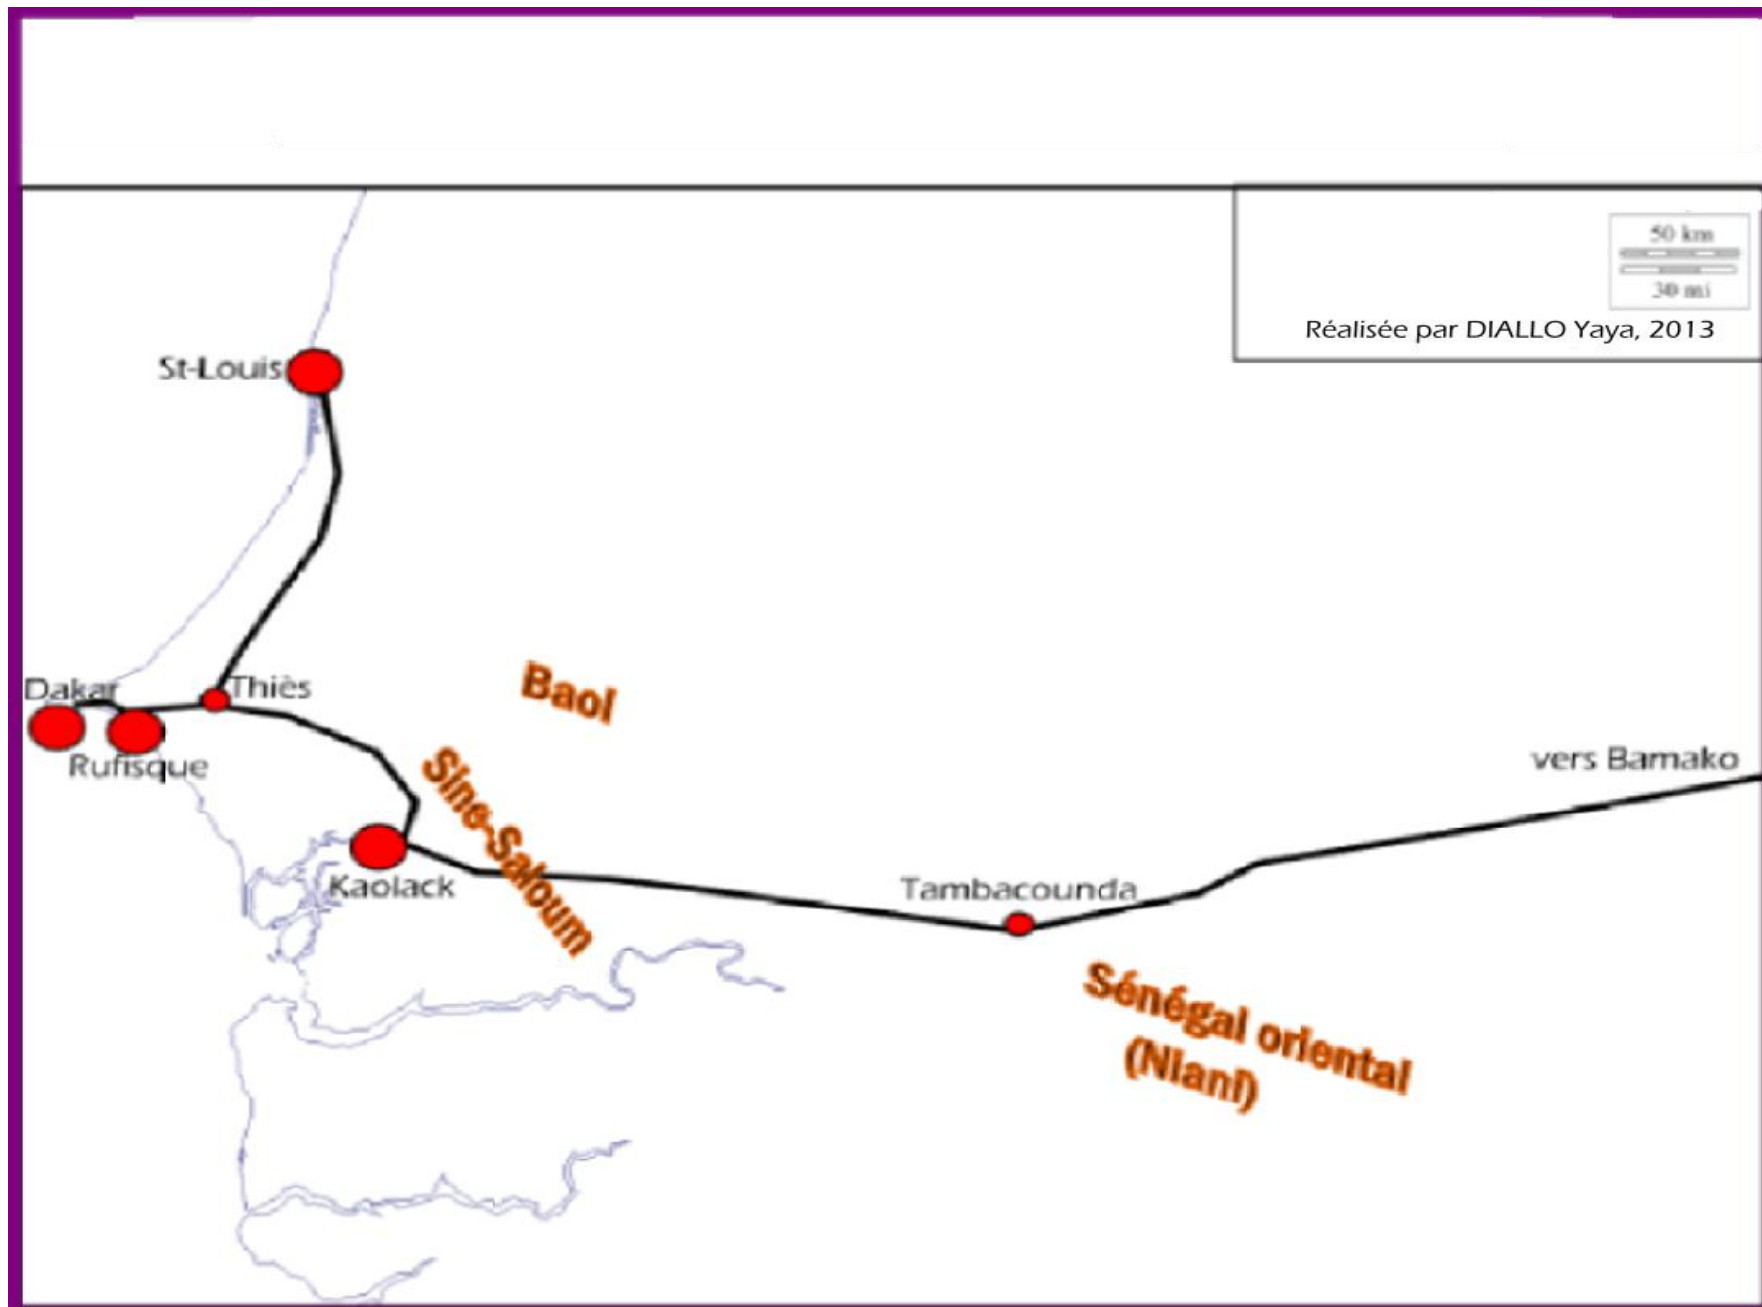 50 km
30 mi
Réalisée par DIALLO Yaya, 2013
St-Louis
Baol
Dakar
Thiès
Rufisque
Sine-Saloum
vers Bamako
Kaolack
Tambacounda
Sénégal oriental
(Niani)